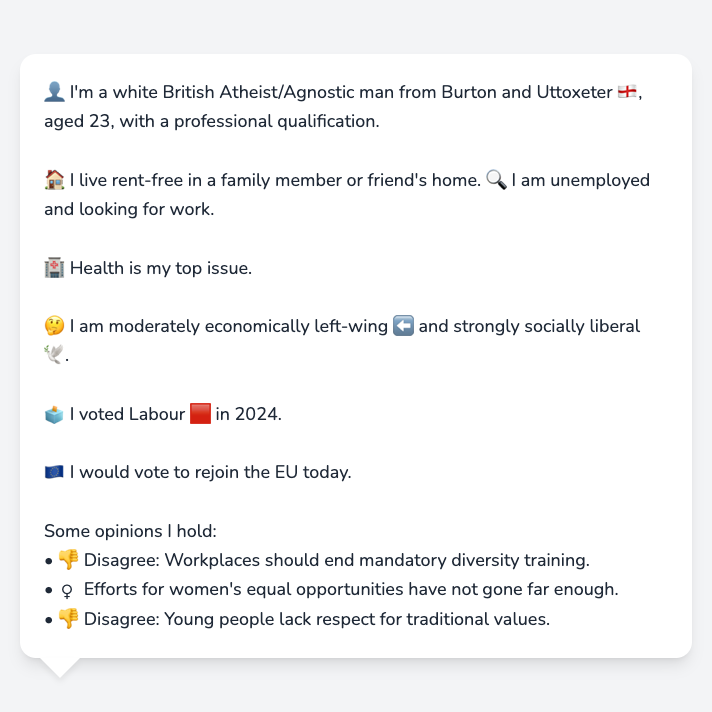 👤 I'm a white British Atheist/Agnostic man from Burton and Uttoxeter 🏴󠁧󠁢󠁥󠁮󠁧󠁿,
aged 23, with a professional qualification.
🏠 I live rent-free in a family member or friend's home. 🔍 I am unemployed
and looking for work.
🏥 Health is my top issue.
🤔 I am moderately economically left-wing ⬅️ and strongly socially liberal
🕊️.
🗳️ I voted Labour 🟥 in 2024.
🇪🇺 I would vote to rejoin the EU today.
Some opinions I hold:
• 👎 Disagree: Workplaces should end mandatory diversity training.
• ♀️ Efforts for women's equal opportunities have not gone far enough.
• 👎 Disagree: Young people lack respect for traditional values.